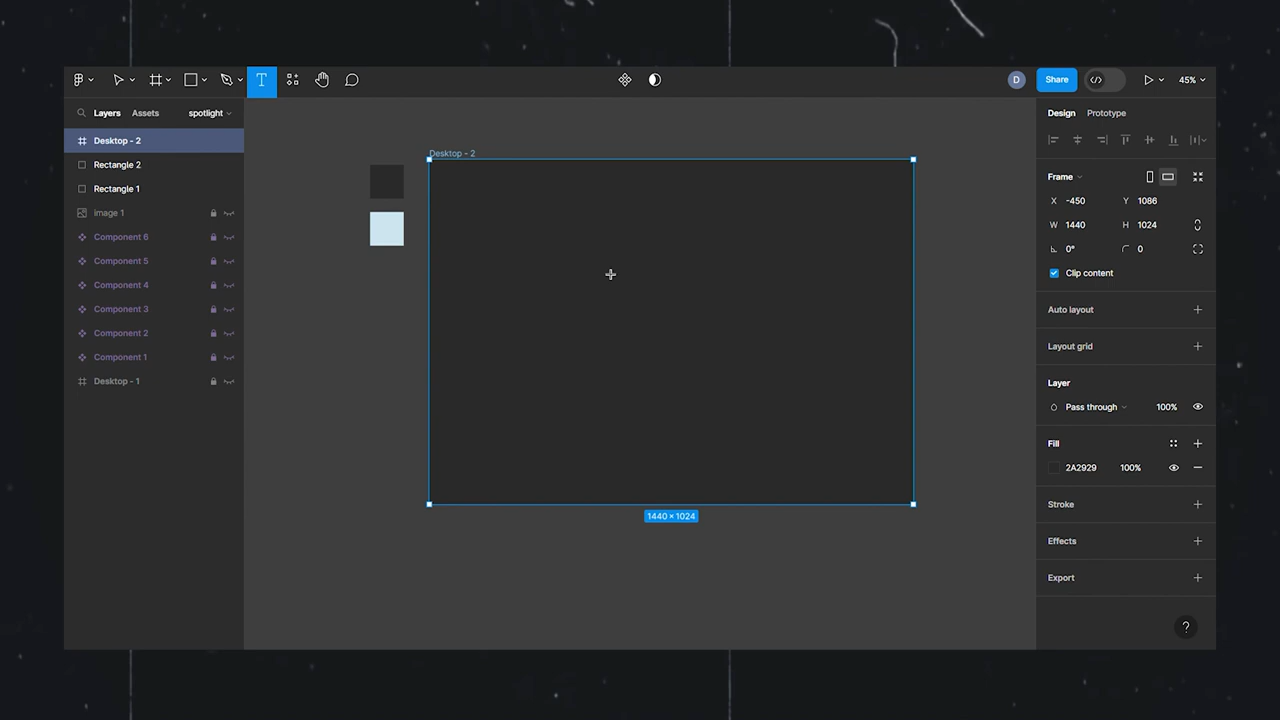 D
Share
45%
Layers
Assets
spotlight
Desktop - 2
Rectangle 2
Rectangle 1
image 1
Component 6
Component 5
Component 4
Component 3
Component 2
Component 1
Desktop - 1
Desktop - 2
1440 × 1024
Design
Prototype
Frame
X -450 Y 1086
W 1440 H 1024
0° 0
Clip content
Auto layout
Layout grid
Layer
Pass through 100%
Fill
2A2929 100%
Stroke
Effects
Export
?